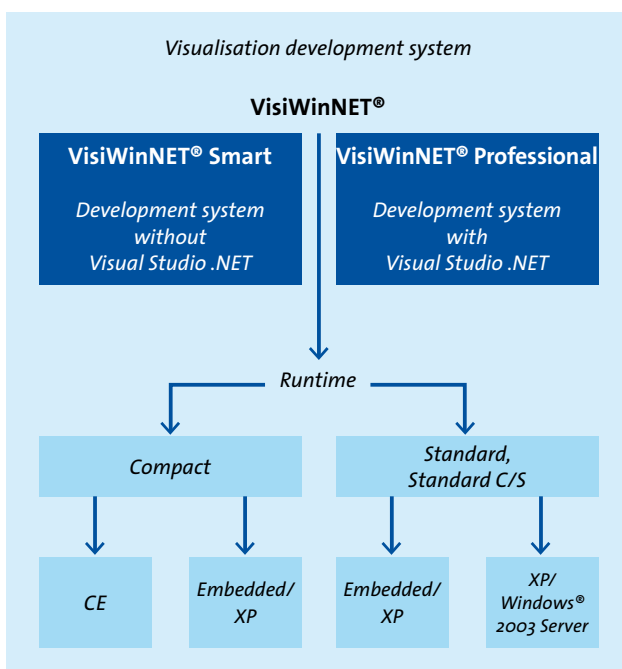 Visualisation development system
VisiWinNET®
VisiWinNET® Smart
Development system
without
Visual Studio .NET
VisiWinNET® Professional
Development system
with
Visual Studio .NET
Runtime
Compact
Standard,
Standard C/S
CE
Embedded/
XP
Embedded/
XP
XP/
Windows®
2003 Server